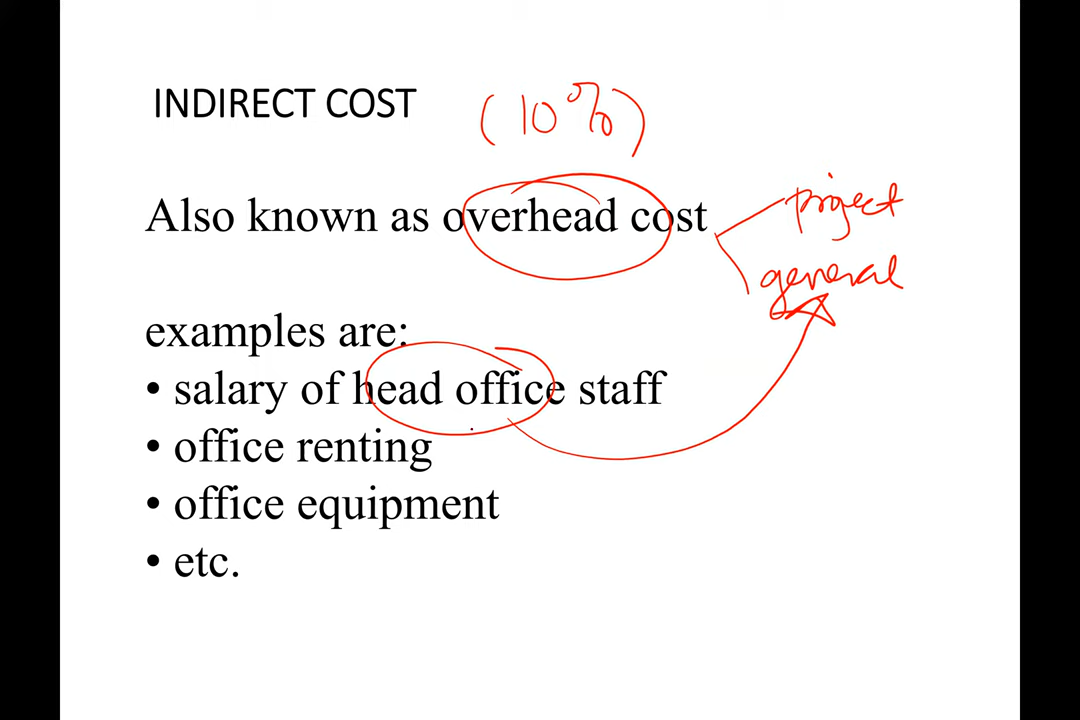 INDIRECT COST (10%)
Also known as overhead cost
project
general
examples are:
• salary of head office staff
• office renting
• office equipment
• etc.